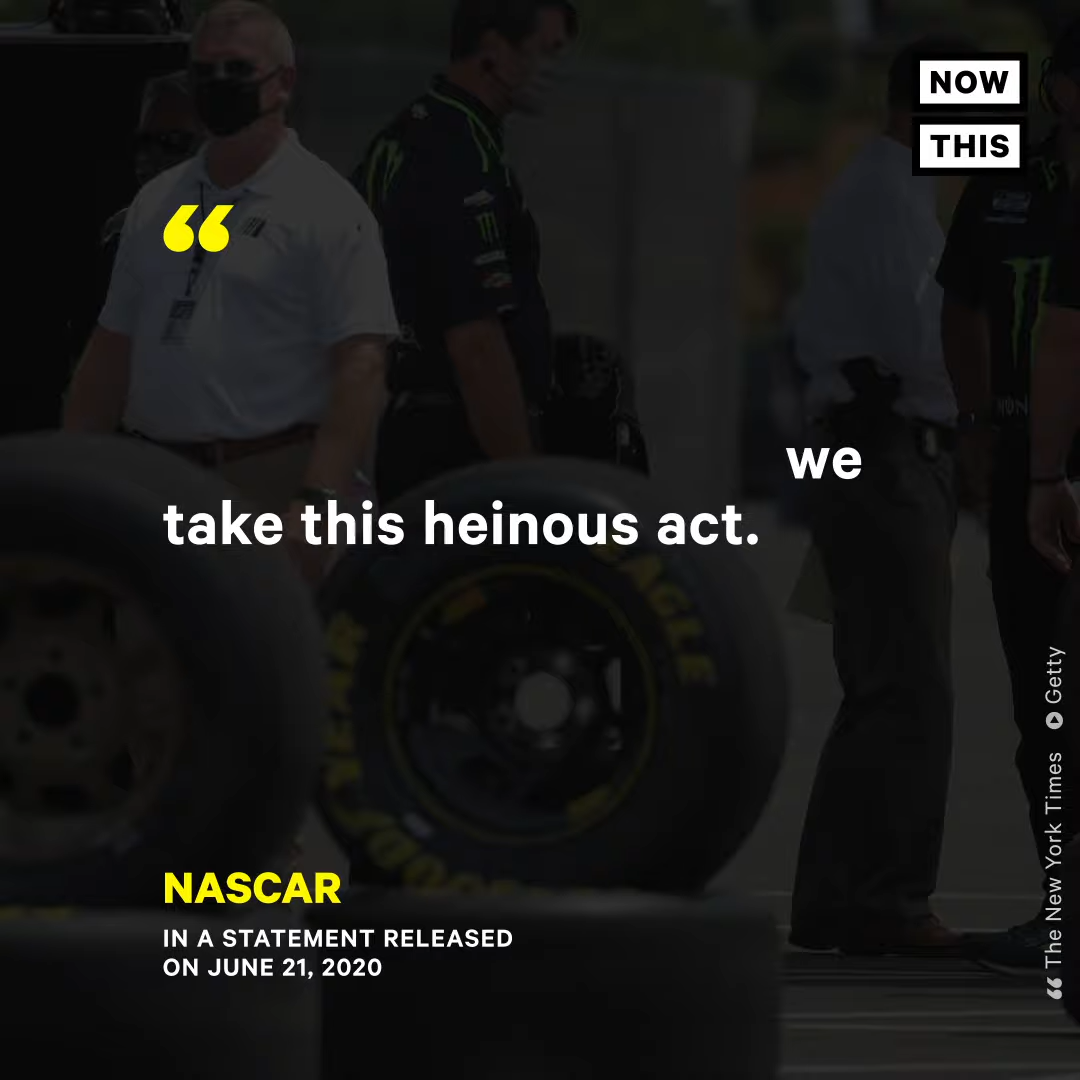 NOW
THIS
“
we
take this heinous act.
NASCAR
IN A STATEMENT RELEASED
ON JUNE 21, 2020
“ The New York Times Getty
EAGLE